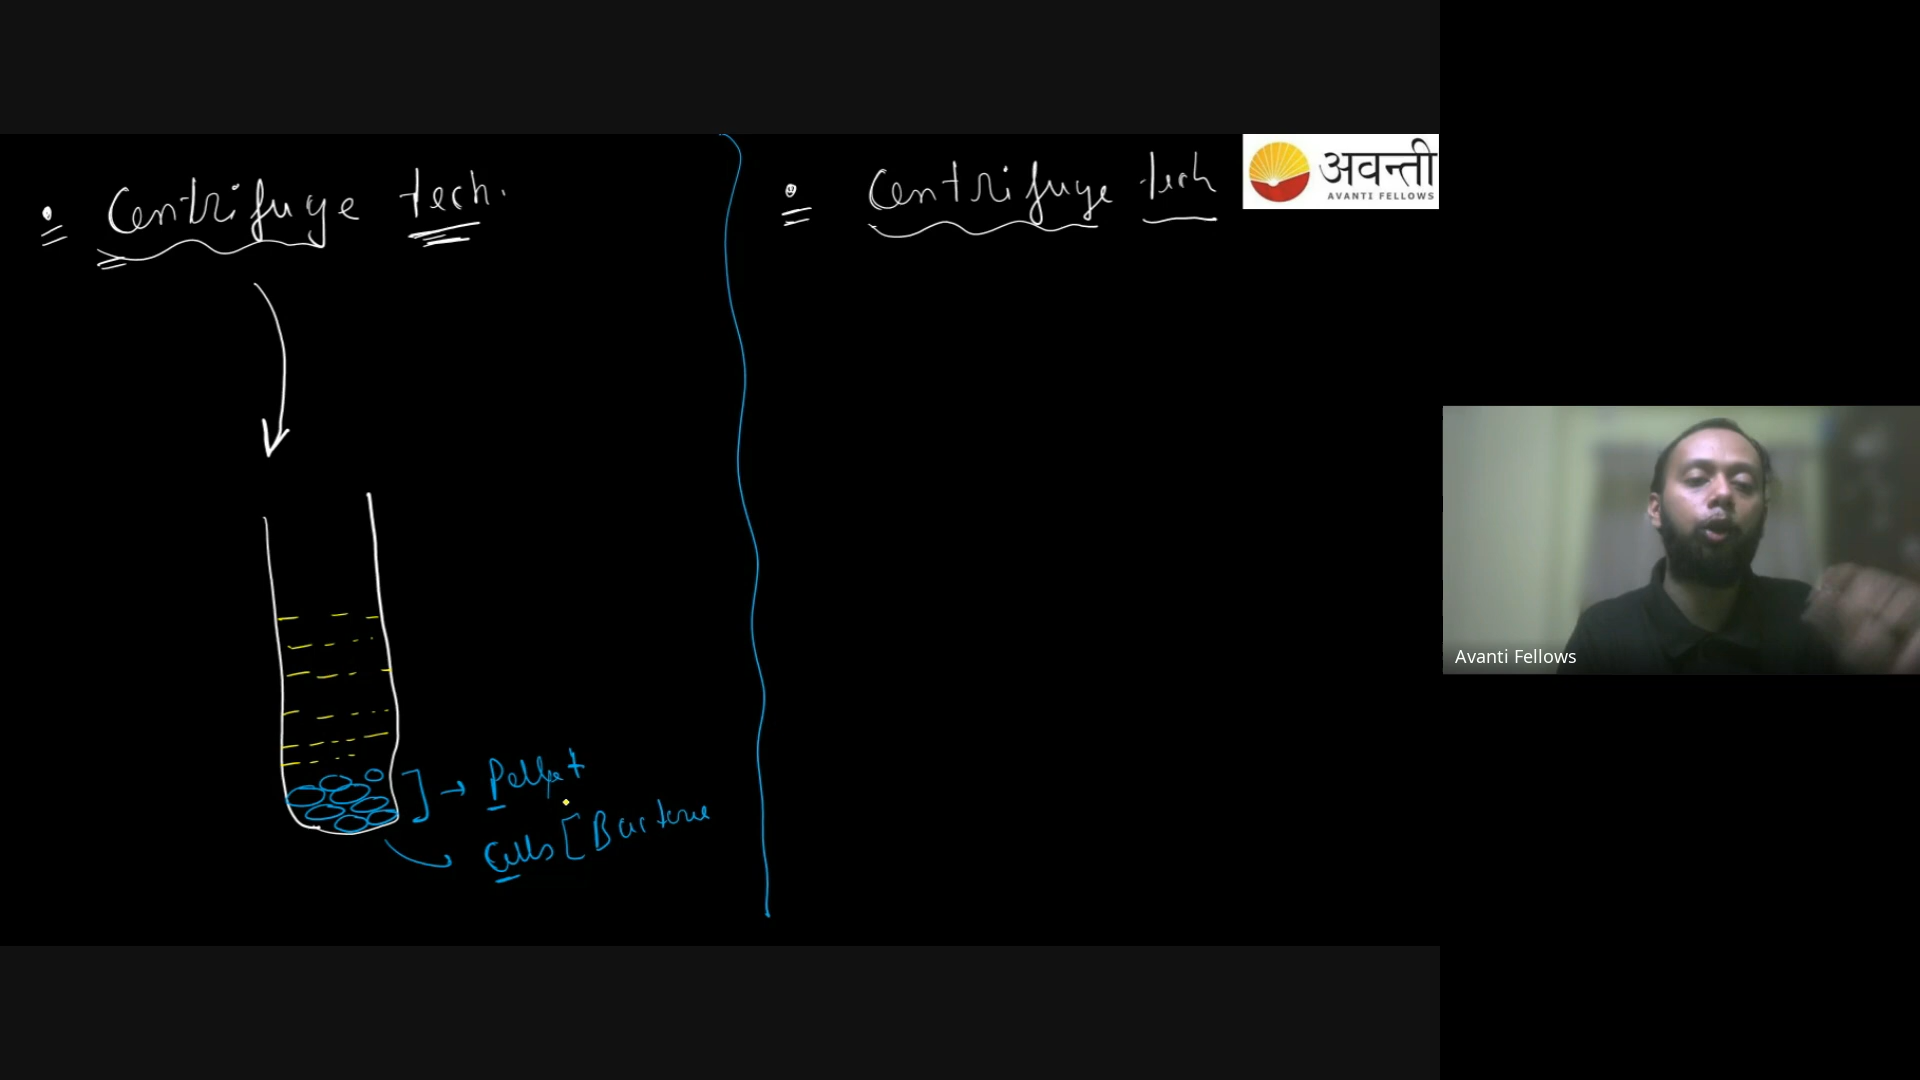 Centrifuge tech.
Pellet
Cells [Bacteria
Centrifuge tech
अवन्ती
AVANTI FELLOWS
Avanti Fellows